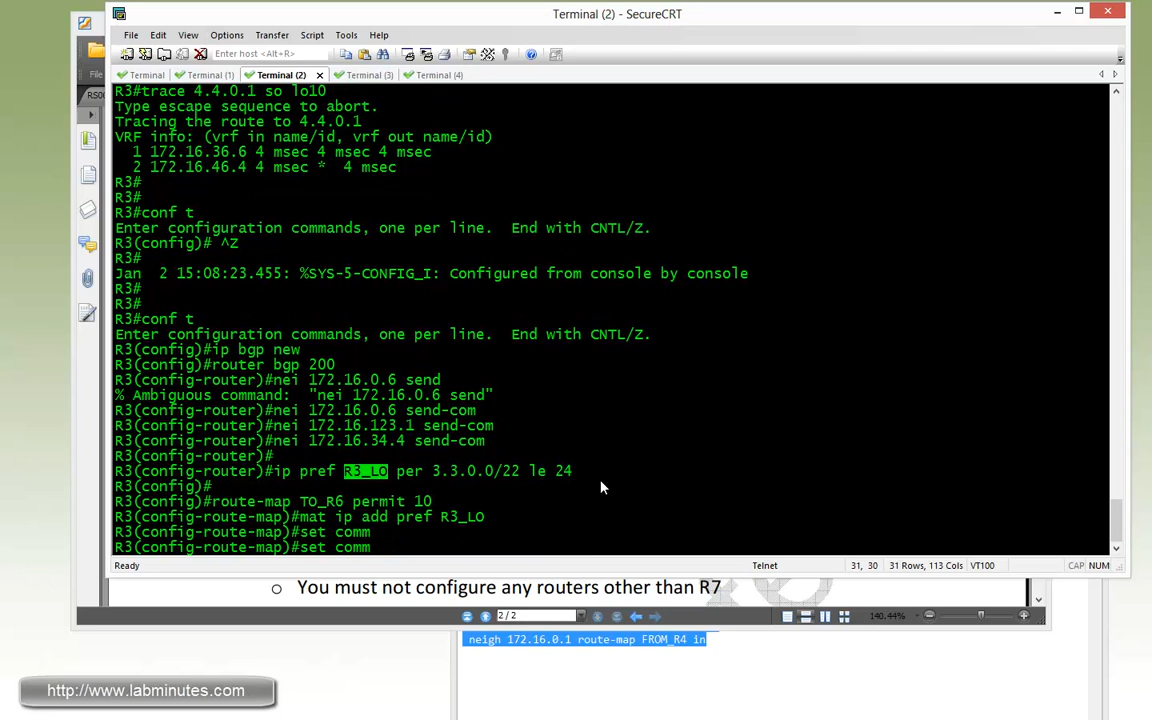 Terminal (2) - SecureCRT
File Edit View Options Transfer Script Tools Help
Enter host <Alt+R>
Terminal Terminal (1) Terminal (2) Terminal (3) Terminal (4)
R3#trace 4.4.0.1 so lo10
Type escape sequence to abort.
Tracing the route to 4.4.0.1
VRF info: (vrf in name/id, vrf out name/id)
1 172.16.36.6 4 msec 4 msec 4 msec
2 172.16.46.4 4 msec * 4 msec
R3#
R3#
R3#conf t
Enter configuration commands, one per line. End with CNTL/Z.
R3(config)# ^Z
R3#
Jan 2 15:08:23.455: %SYS-5-CONFIG_I: Configured from console by console
R3#
R3#
R3#conf t
Enter configuration commands, one per line. End with CNTL/Z.
R3(config)#ip bgp new
R3(config)#router bgp 200
R3(config-router)#nei 172.16.0.6 send
% Ambiguous command: "nei 172.16.0.6 send"
R3(config-router)#nei 172.16.0.6 send-com
R3(config-router)#nei 172.16.123.1 send-com
R3(config-router)#nei 172.16.34.4 send-com
R3(config-router)#
R3(config-router)#ip pref R3_LO per 3.3.0.0/22 le 24
R3(config)#
R3(config)#route-map TO_R6 permit 10
R3(config-route-map)#mat ip add pref R3_LO
R3(config-route-map)#set comm
R3(config-route-map)#set comm
Ready Telnet 31, 30 31 Rows, 113 Cols VT100 CAP NUM
File
RS00
o You must not configure any routers other than R7
2 / 2 140.44%
neigh 172.16.0.1 route-map FROM_R4 in
http://www.labminutes.com